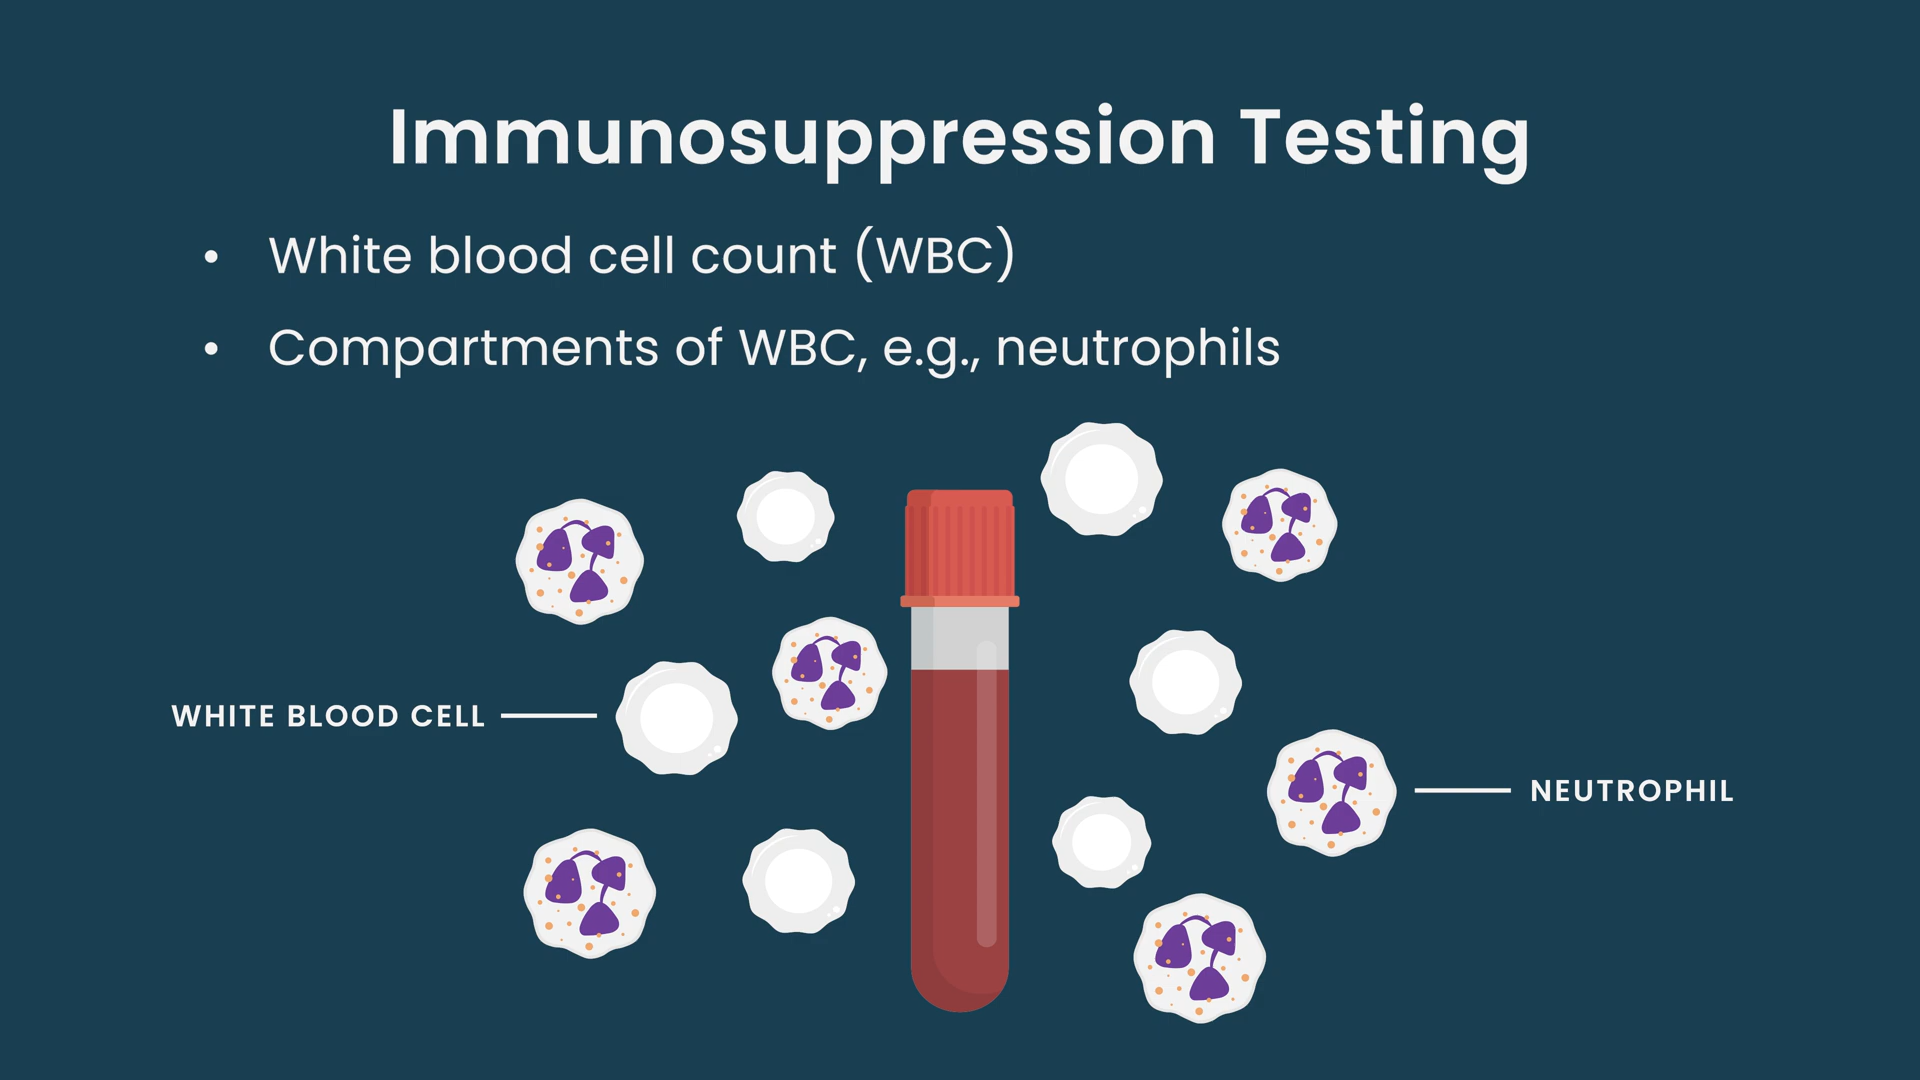 Immunosuppression Testing
• White blood cell count (WBC)
• Compartments of WBC, e.g., neutrophils
WHITE BLOOD CELL
NEUTROPHIL